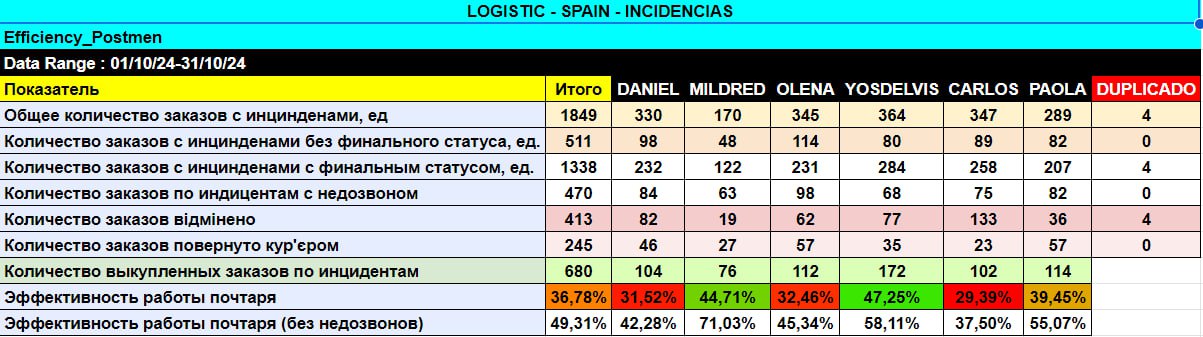 LOGISTIC - SPAIN - INCIDENCIAS
Efficiency_Postmen
Data Range : 01/10/24-31/10/24
Показатель Итого DANIEL MILDRED OLENA YOSDELVIS CARLOS PAOLA DUPLICADO
Общее количество заказов с инцинденами, ед 1849 330 170 345 364 347 289 4
Количество заказов с инцинденами без финального статуса, ед. 511 98 48 114 80 89 82 0
Количество заказов с инцинденами с финальным статусом, ед. 1338 232 122 231 284 258 207 4
Количество заказов по индицентам с недозвоном 470 84 63 98 68 75 82 0
Количество заказов відмінено 413 82 19 62 77 133 36 4
Количество заказов повернуто кур'єром 245 46 27 57 35 23 57 0
Количество выкупленных заказов по инцидентам 680 104 76 112 172 102 114
Эффективность работы почтаря 36,78% 31,52% 44,71% 32,46% 47,25% 29,39% 39,45%
Эффективность работы почтаря (без недозвонов) 49,31% 42,28% 71,03% 45,34% 58,11% 37,50% 55,07%